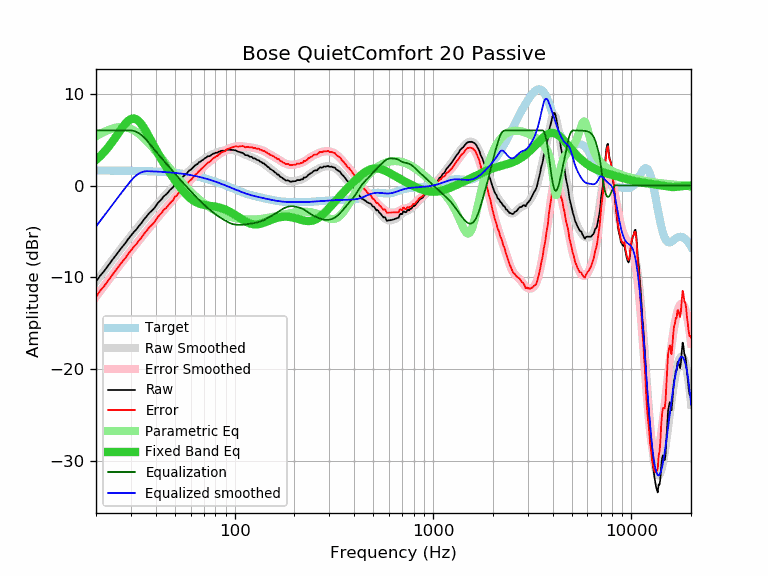 Bose QuietComfort 20 Passive
Amplitude (dBr)
10
0
−10
−20
−30
Target
Raw Smoothed
Error Smoothed
Raw
Error
Parametric Eq
Fixed Band Eq
Equalization
Equalized smoothed
100
1000
10000
Frequency (Hz)